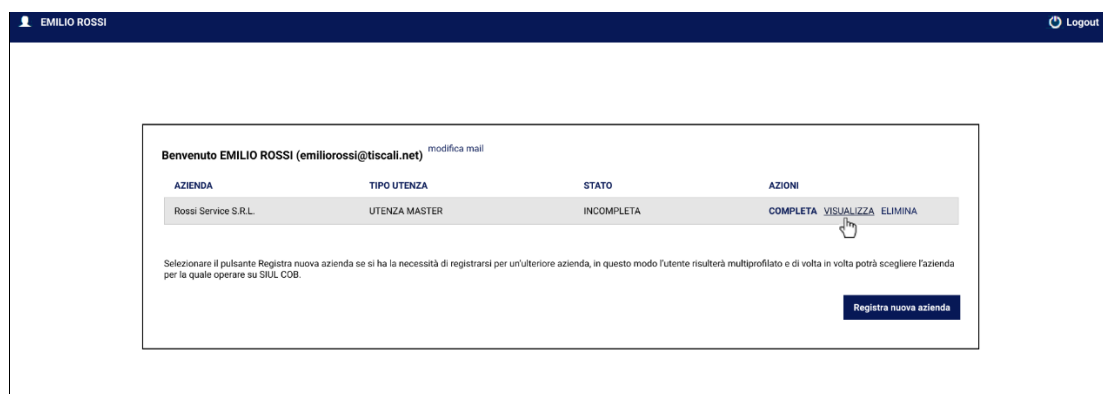 EMILIO ROSSI
Logout
Benvenuto EMILIO ROSSI (emiliorossi@tiscali.net) modifica mail
AZIENDA TIPO UTENZA STATO AZIONI
Rossi Service S.R.L. UTENZA MASTER INCOMPLETA COMPLETA VISUALIZZA ELIMINA
Selezionare il pulsante Registra nuova azienda se si ha la necessità di registrarsi per un'ulteriore azienda, in questo modo l'utente risulterà multiprofilato e di volta in volta potrà scegliere l'azienda
per la quale operare su SIUL COB.
Registra nuova azienda